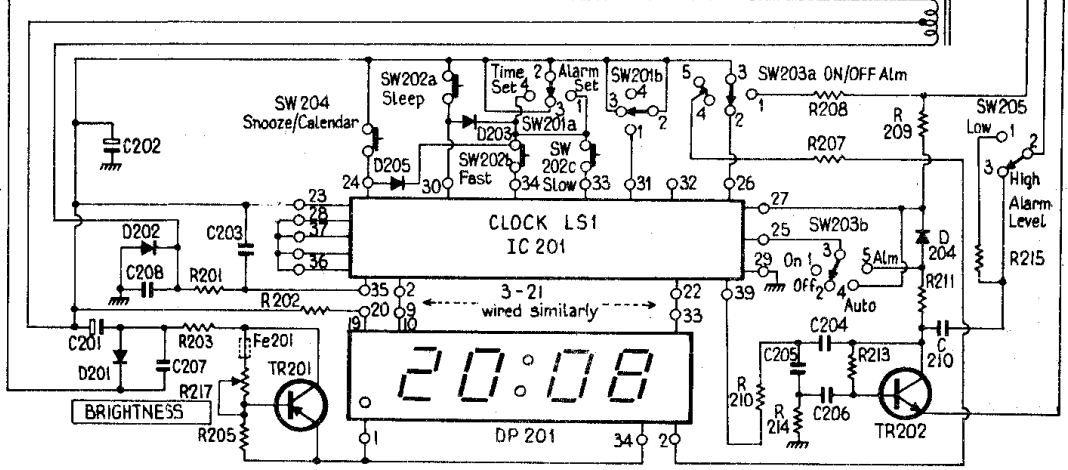 SW202a
Sleep
Time
Set
4
2
Alarm
Set
3
1
SW201b
4
3
2
1
5
4
3
2
1
SW203a ON/OFF Alm
SW204
Snooze/Calendar
SW201a
R208
R
209
SW205
Low
1
2
3
High
Alarm
Level
C202
D203
D205
SW202b
Fast
SW
202c
Slow
R207
24
30
34
33
31
32
26
23
28
37
36
CLOCK LS1
IC 201
27
25
29
39
SW203b
3
On 1
Off 2
4
5 Alm
Auto
D
204
R211
R215
D202
C203
C208
R201
R202
35
2
3-21
wired similarly
22
20
9
19
10
33
C201
R203
D201
C207
Fe201
TR201
R217
BRIGHTNESS
R205
20:08
DP 201
1
34
2
C204
C205
R213
C
210
R
210
C206
R
214
TR202